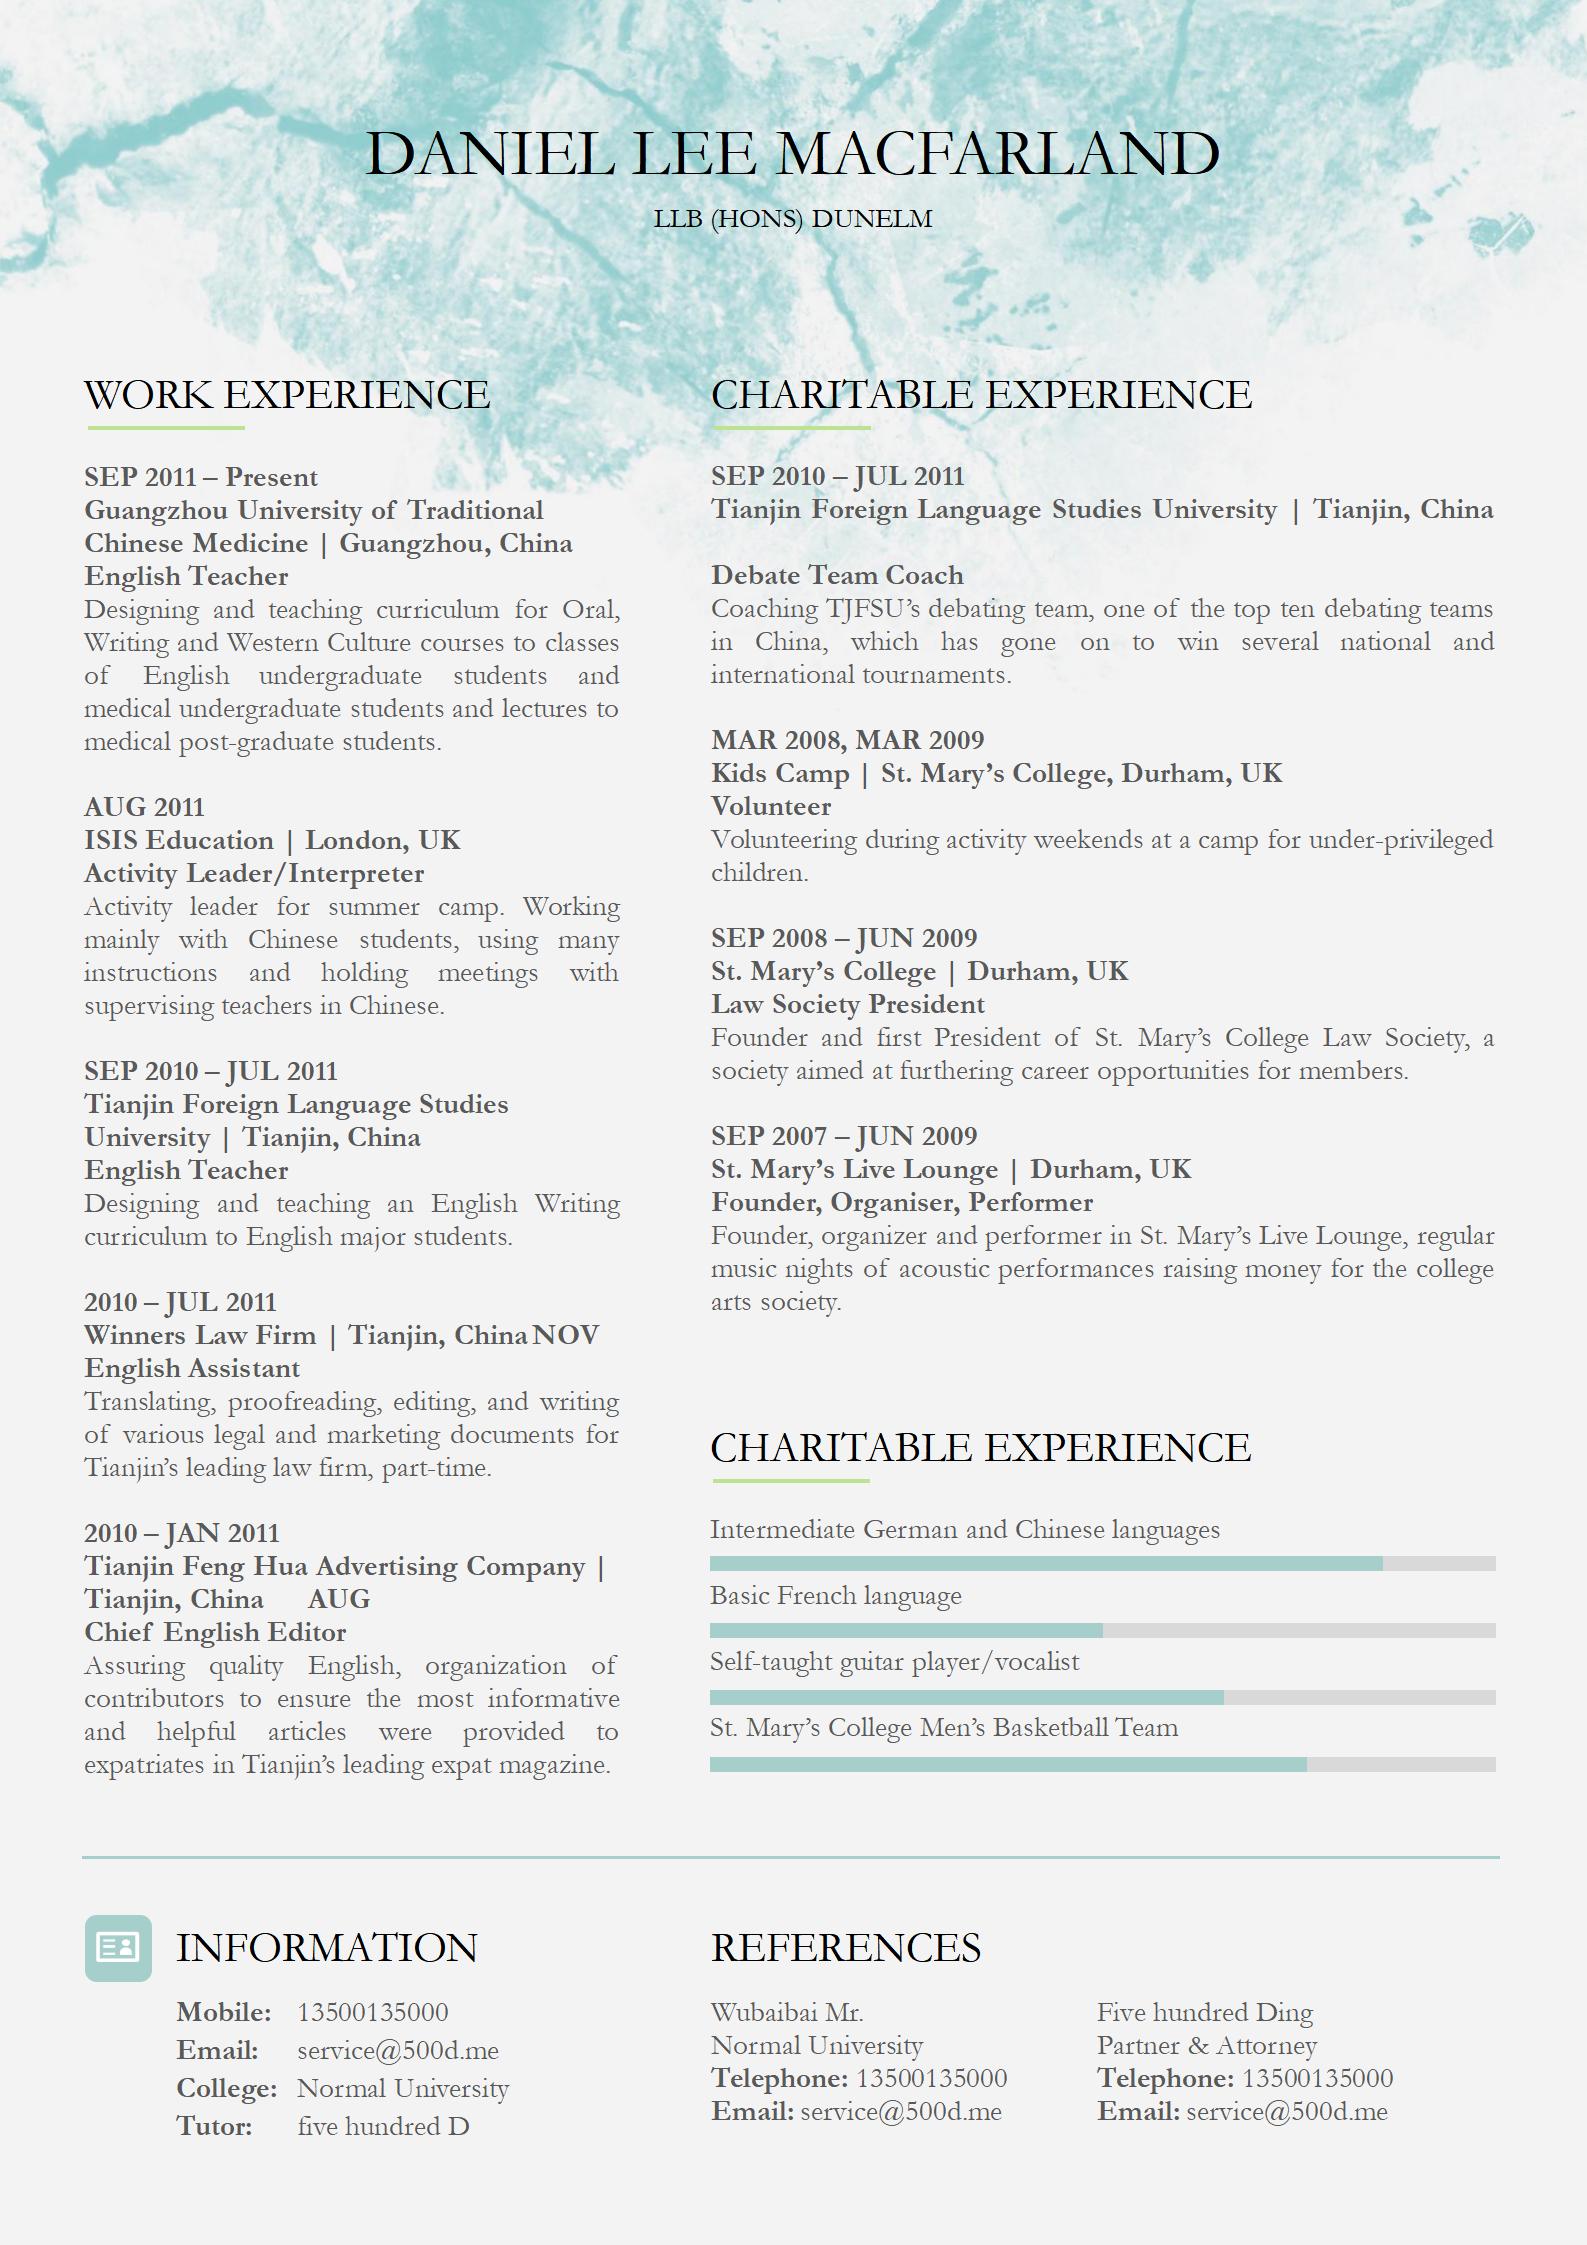 DANIEL LEE MACFARLAND
LLB (HONS) DUNELM
WORK EXPERIENCE
SEP 2011 – Present
Guangzhou University of Traditional
Chinese Medicine | Guangzhou, China
English Teacher
Designing and teaching curriculum for Oral,
Writing and Western Culture courses to classes
of English undergraduate students and
medical undergraduate students and lectures to
medical post-graduate students.
AUG 2011
ISIS Education | London, UK
Activity Leader/Interpreter
Activity leader for summer camp. Working
mainly with Chinese students, using many
instructions and holding meetings with
supervising teachers in Chinese.
SEP 2010 – JUL 2011
Tianjin Foreign Language Studies
University | Tianjin, China
English Teacher
Designing and teaching an English Writing
curriculum to English major students.
2010 – JUL 2011
Winners Law Firm | Tianjin, China NOV
English Assistant
Translating, proofreading, editing, and writing
of various legal and marketing documents for
Tianjin’s leading law firm, part-time.
2010 – JAN 2011
Tianjin Feng Hua Advertising Company |
Tianjin, China AUG
Chief English Editor
Assuring quality English, organization of
contributors to ensure the most informative
and helpful articles were provided to
expatriates in Tianjin’s leading expat magazine.
CHARITABLE EXPERIENCE
SEP 2010 – JUL 2011
Tianjin Foreign Language Studies University | Tianjin, China
Debate Team Coach
Coaching TJFSU’s debating team, one of the top ten debating teams
in China, which has gone on to win several national and
international tournaments.
MAR 2008, MAR 2009
Kids Camp | St. Mary’s College, Durham, UK
Volunteer
Volunteering during activity weekends at a camp for under-privileged
children.
SEP 2008 – JUN 2009
St. Mary’s College | Durham, UK
Law Society President
Founder and first President of St. Mary’s College Law Society, a
society aimed at furthering career opportunities for members.
SEP 2007 – JUN 2009
St. Mary’s Live Lounge | Durham, UK
Founder, Organiser, Performer
Founder, organizer and performer in St. Mary’s Live Lounge, regular
music nights of acoustic performances raising money for the college
arts society.
CHARITABLE EXPERIENCE
Intermediate German and Chinese languages
Basic French language
Self-taught guitar player/vocalist
St. Mary’s College Men’s Basketball Team
INFORMATION
Mobile: 13500135000
Email: service@500d.me
College: Normal University
Tutor: five hundred D
REFERENCES
Wubaibai Mr.
Normal University
Telephone: 13500135000
Email: service@500d.me
Five hundred Ding
Partner & Attorney
Telephone: 13500135000
Email: service@500d.me